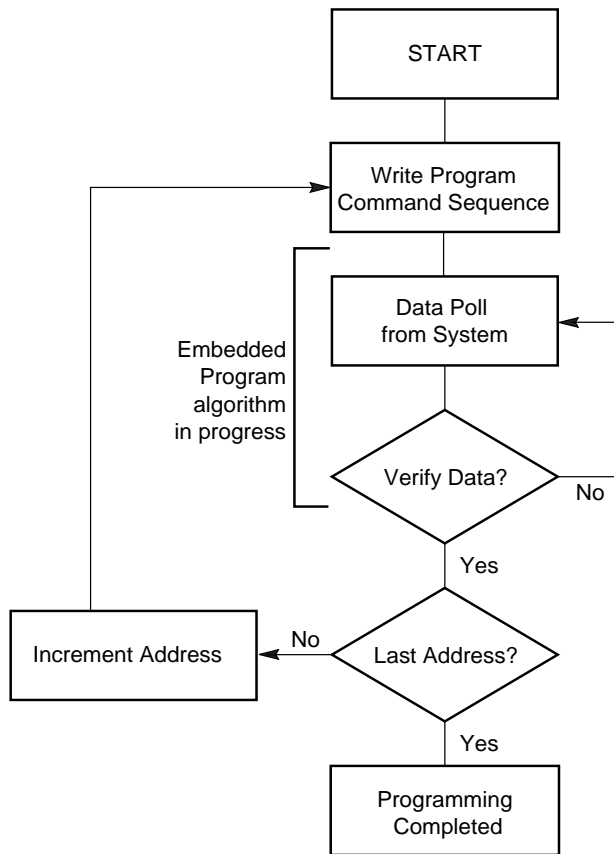 START
Write Program
Command Sequence
Data Poll
from System
Embedded
Program
algorithm
in progress
Verify Data?
No
Yes
Increment Address
No
Last Address?
Yes
Programming
Completed